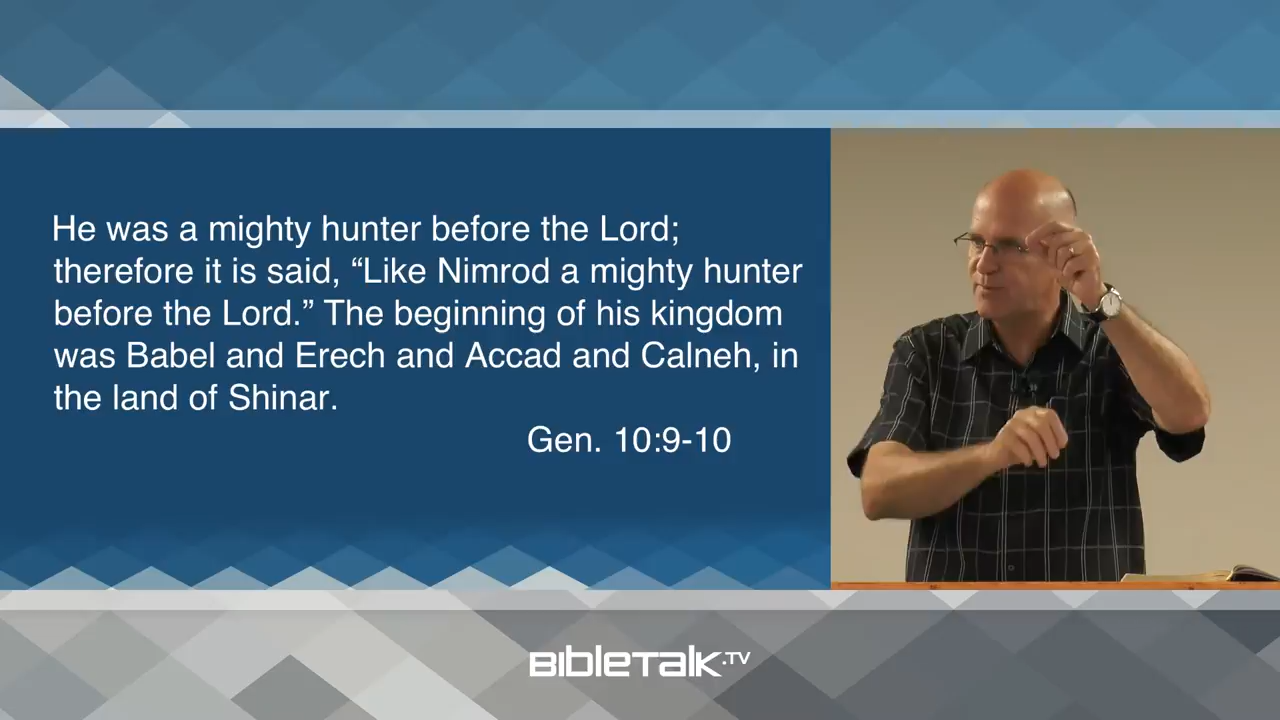 He was a mighty hunter before the Lord;
therefore it is said, “Like Nimrod a mighty hunter
before the Lord.” The beginning of his kingdom
was Babel and Erech and Accad and Calneh, in
the land of Shinar.
Gen. 10:9-10
BIBLETALK.TV